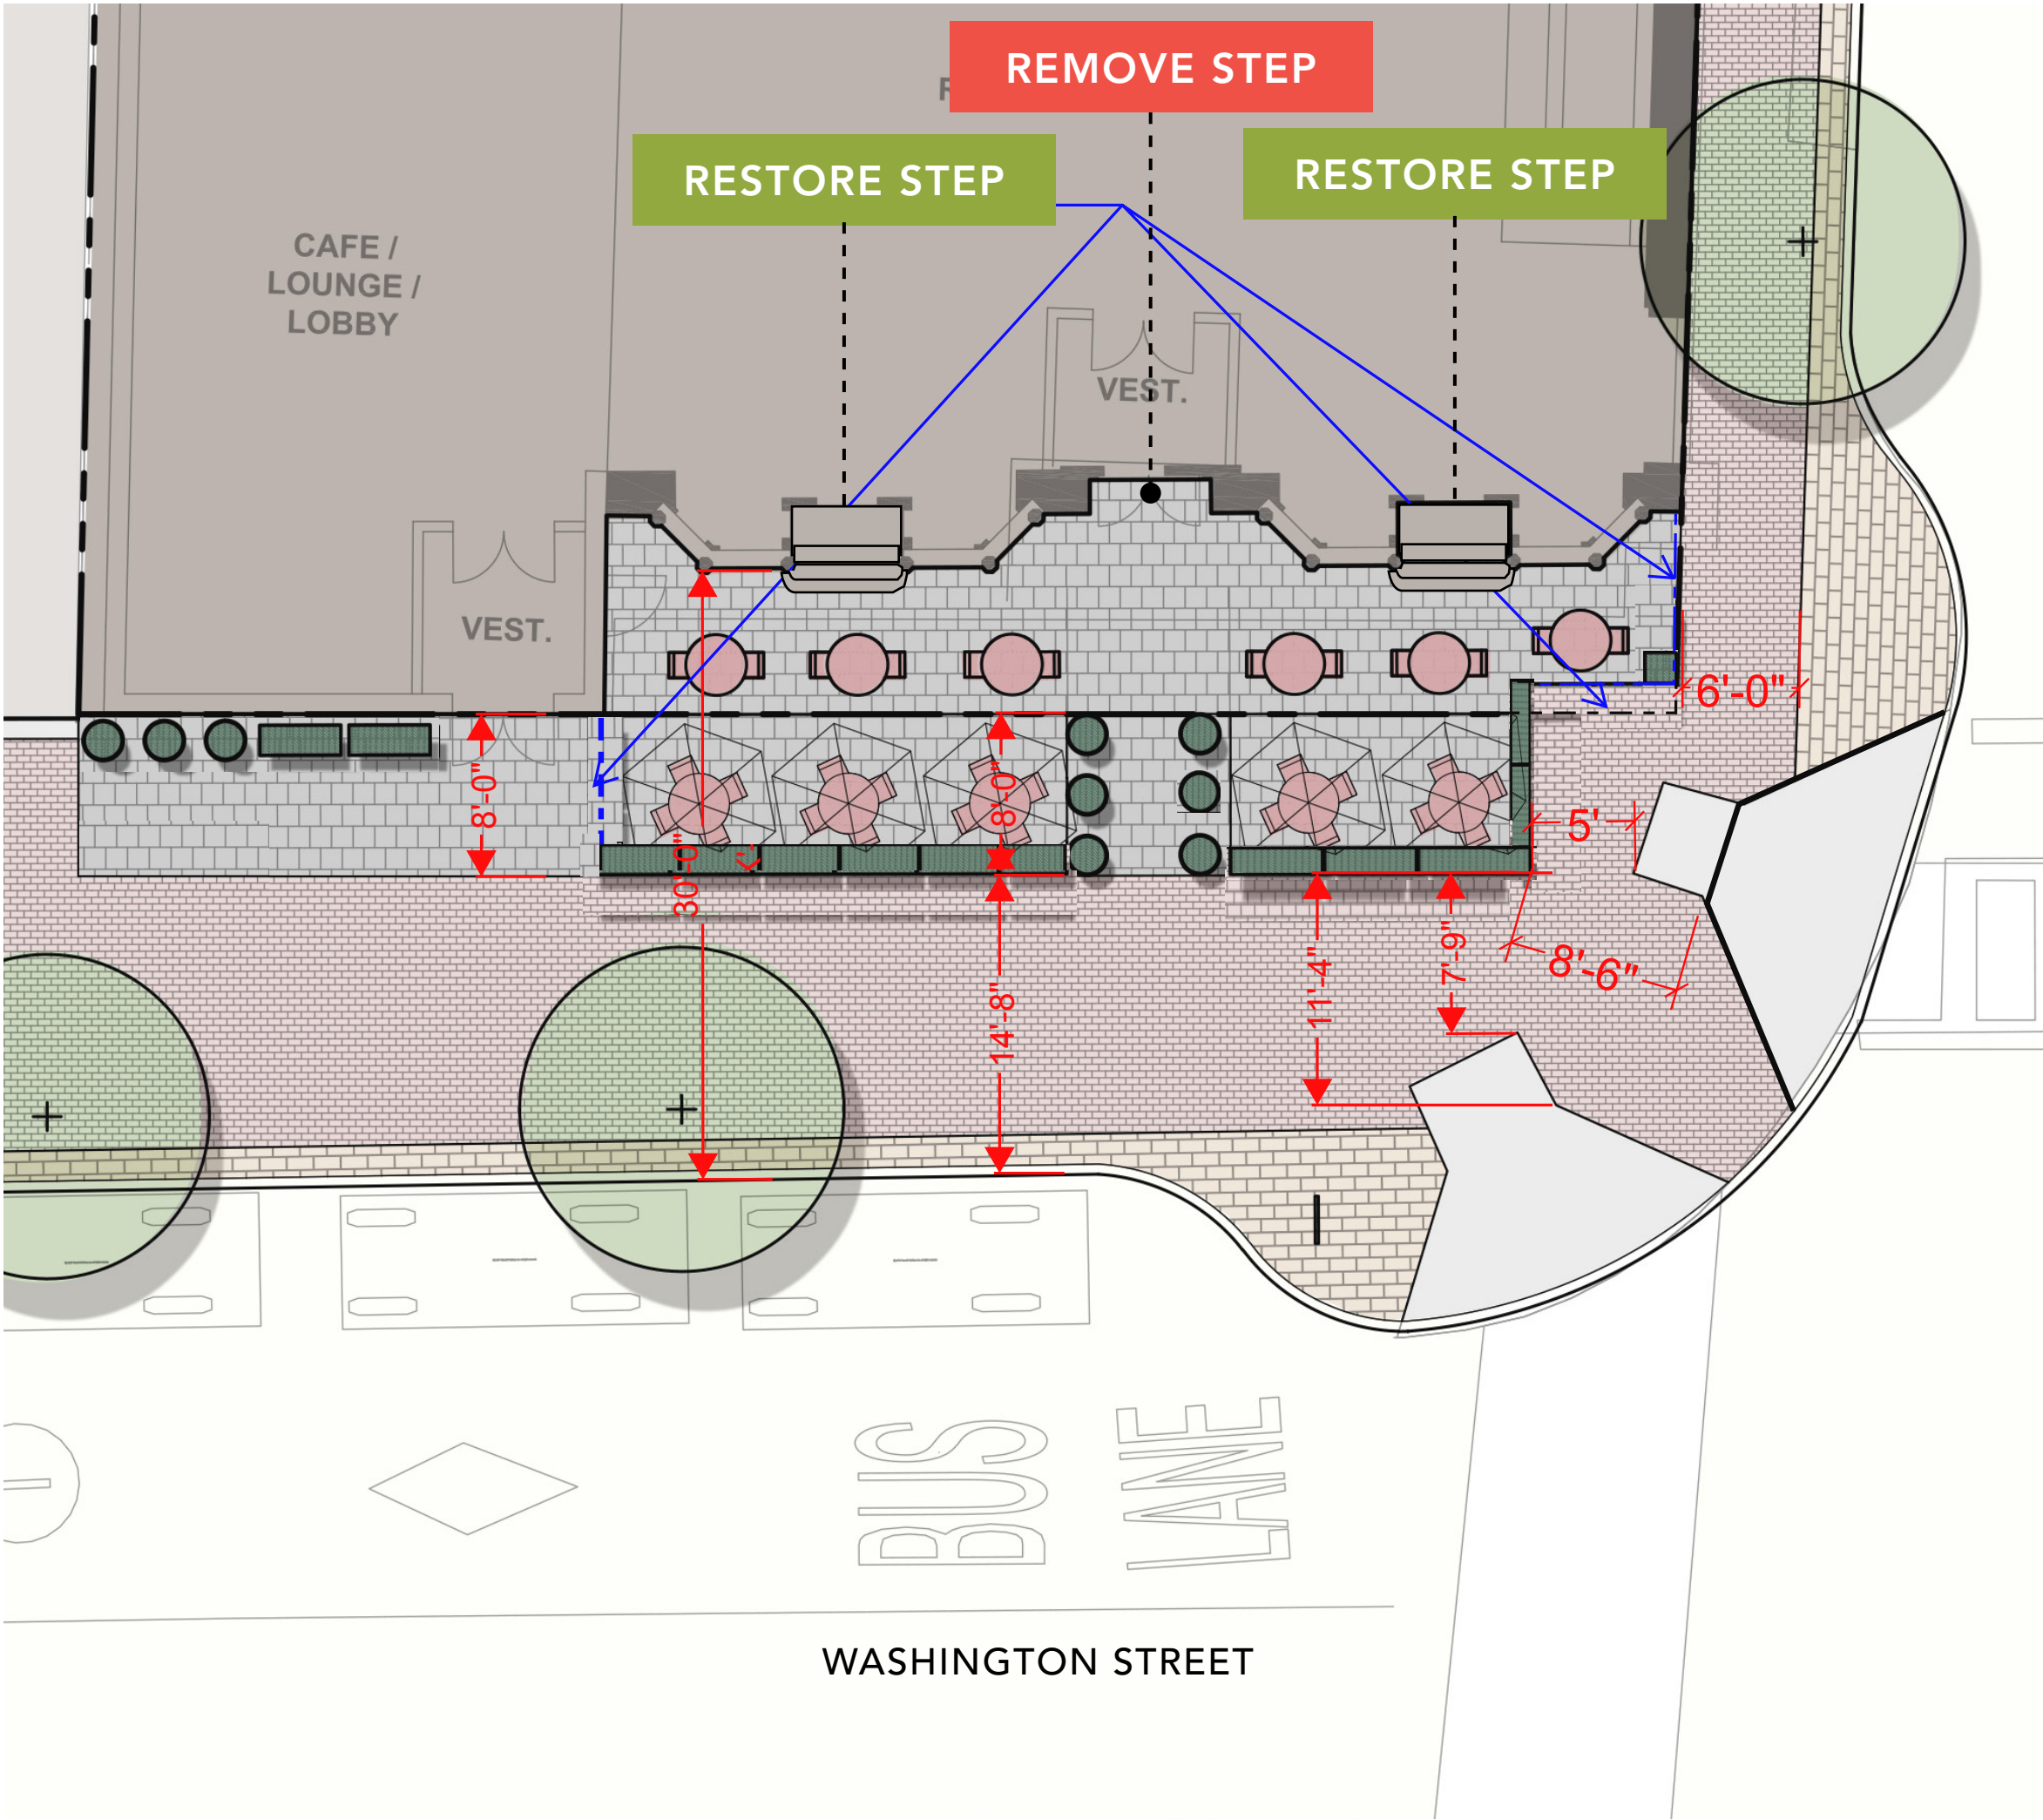 REMOVE STEP
R
RESTORE STEP
RESTORE STEP
CAFE /
LOUNGE /
LOBBY
VEST.
VEST.
6'-0"
8'-0"
8'-0"
5'
30'-0"
8'-6"
7'-9"
11'-4"
14'-8"
BUS
LANE
WASHINGTON STREET